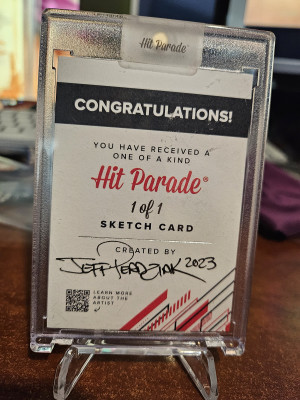 Hit Parade
CONGRATULATIONS!
YOU HAVE RECEIVED A
ONE OF A KIND
Hit Parade®
1 of 1
SKETCH CARD
CREATED BY
2023
LEARN MORE
ABOUT THE
ARTIST